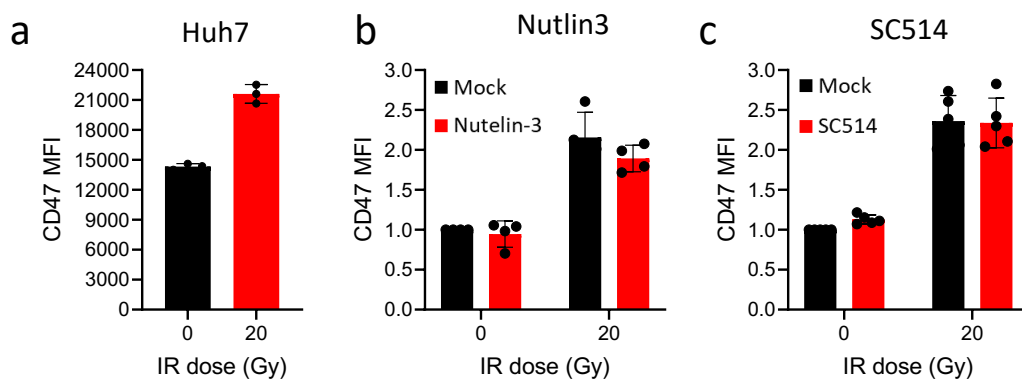 a
Huh7
CD47 MFI
24000
21000
18000
15000
12000
9000
6000
3000
0
0 20
IR dose (Gy)
b
Nutlin3
CD47 MFI
3.0
2.5
2.0
1.5
1.0
0.5
0.0
Mock
Nutelin-3
0 20
IR dose (Gy)
c
SC514
CD47 MFI
3.0
2.5
2.0
1.5
1.0
0.5
0.0
Mock
SC514
0 20
IR dose (Gy)